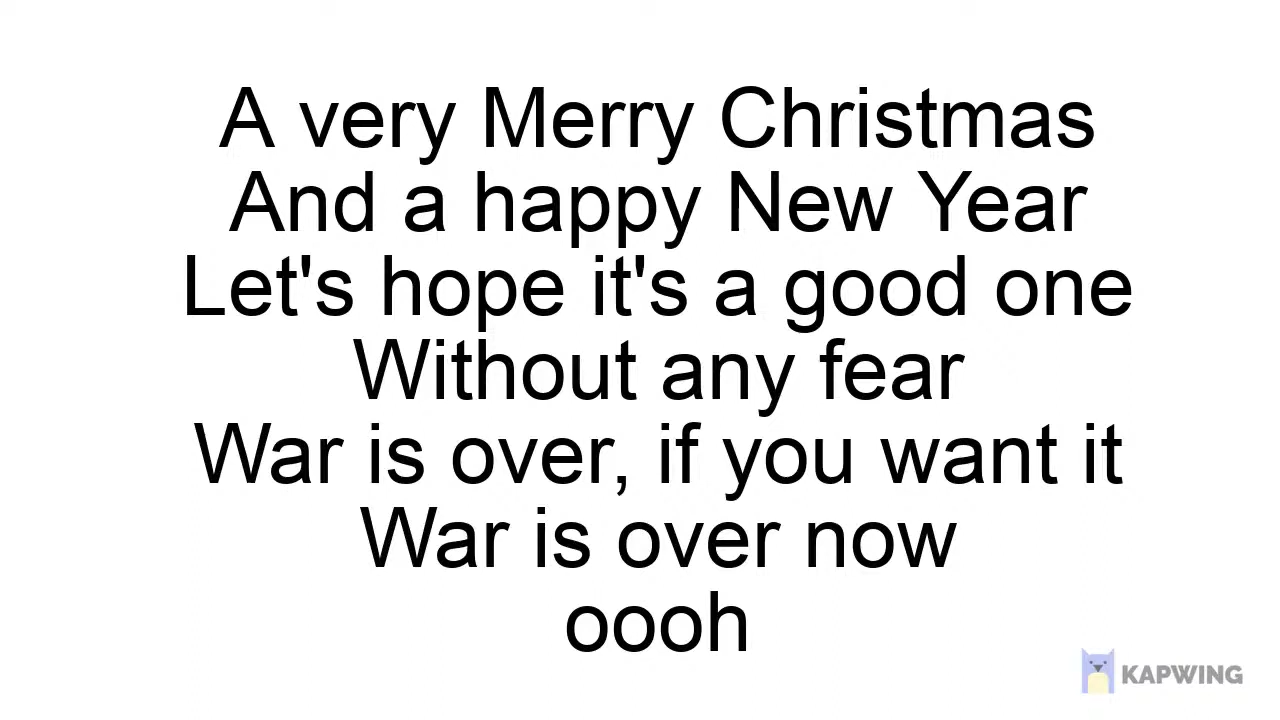 A very Merry Christmas
And a happy New Year
Let's hope it's a good one
Without any fear
War is over, if you want it
War is over now
oooh
KAPWING